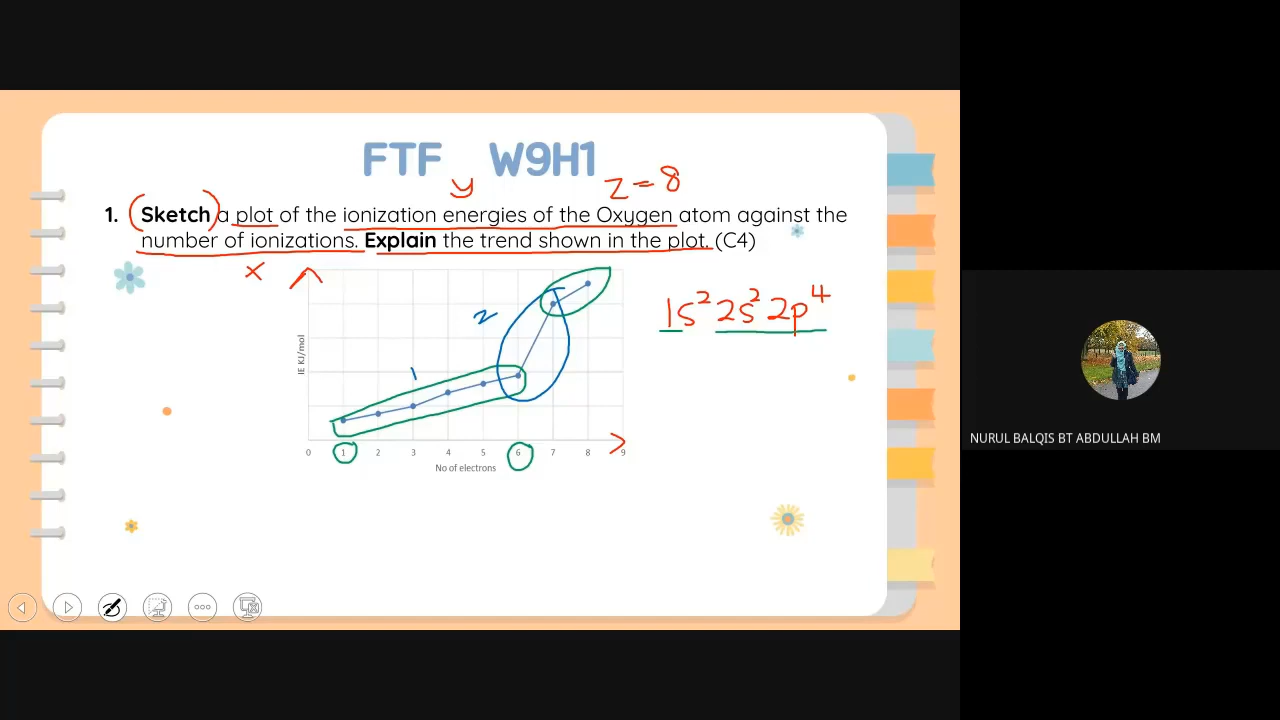 FTF W9H1
y
Z = 8
1. (Sketch) a plot of the ionization energies of the Oxygen atom against the
number of ionizations. Explain the trend shown in the plot. (C4)
x
1s² 2s² 2p⁴
2
1
IE KJ/mol
0 1 2 3 4 5 6 7 8 9
No of electrons
NURUL BALQIS BT ABDULLAH BM